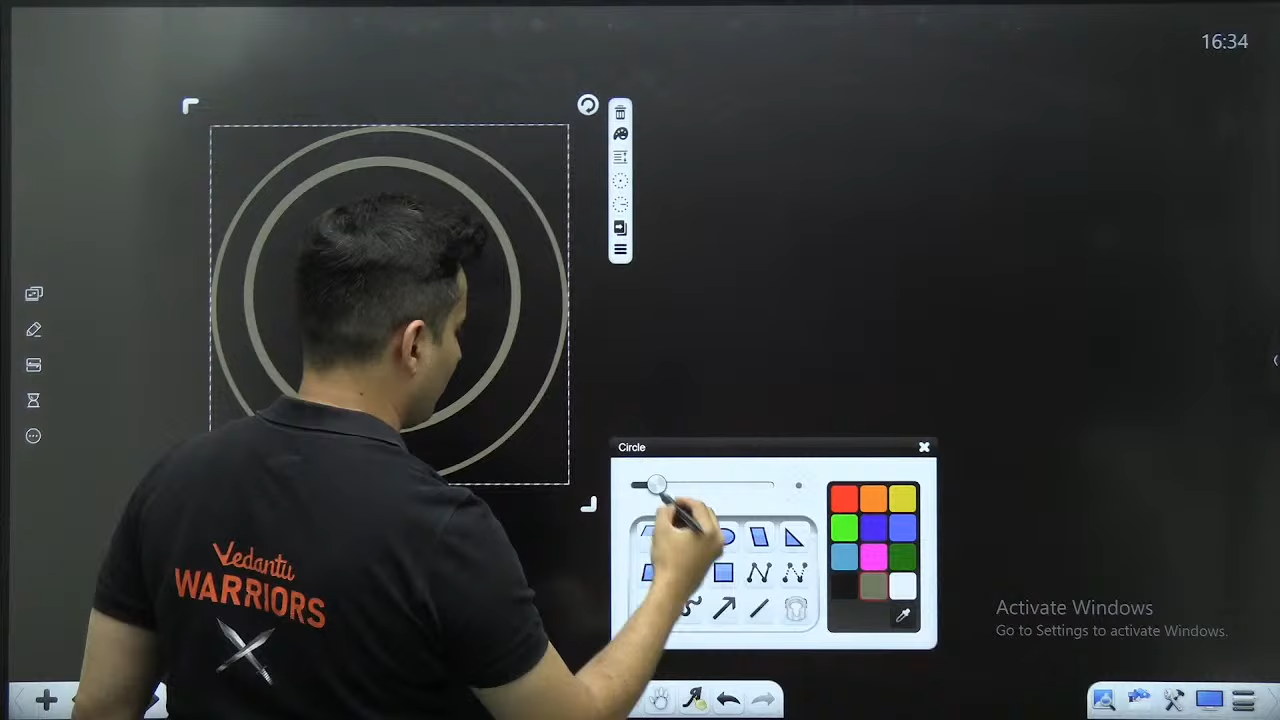 16:34
Circle
Activate Windows
Go to Settings to activate Windows.
Vedantu
WARRIORS